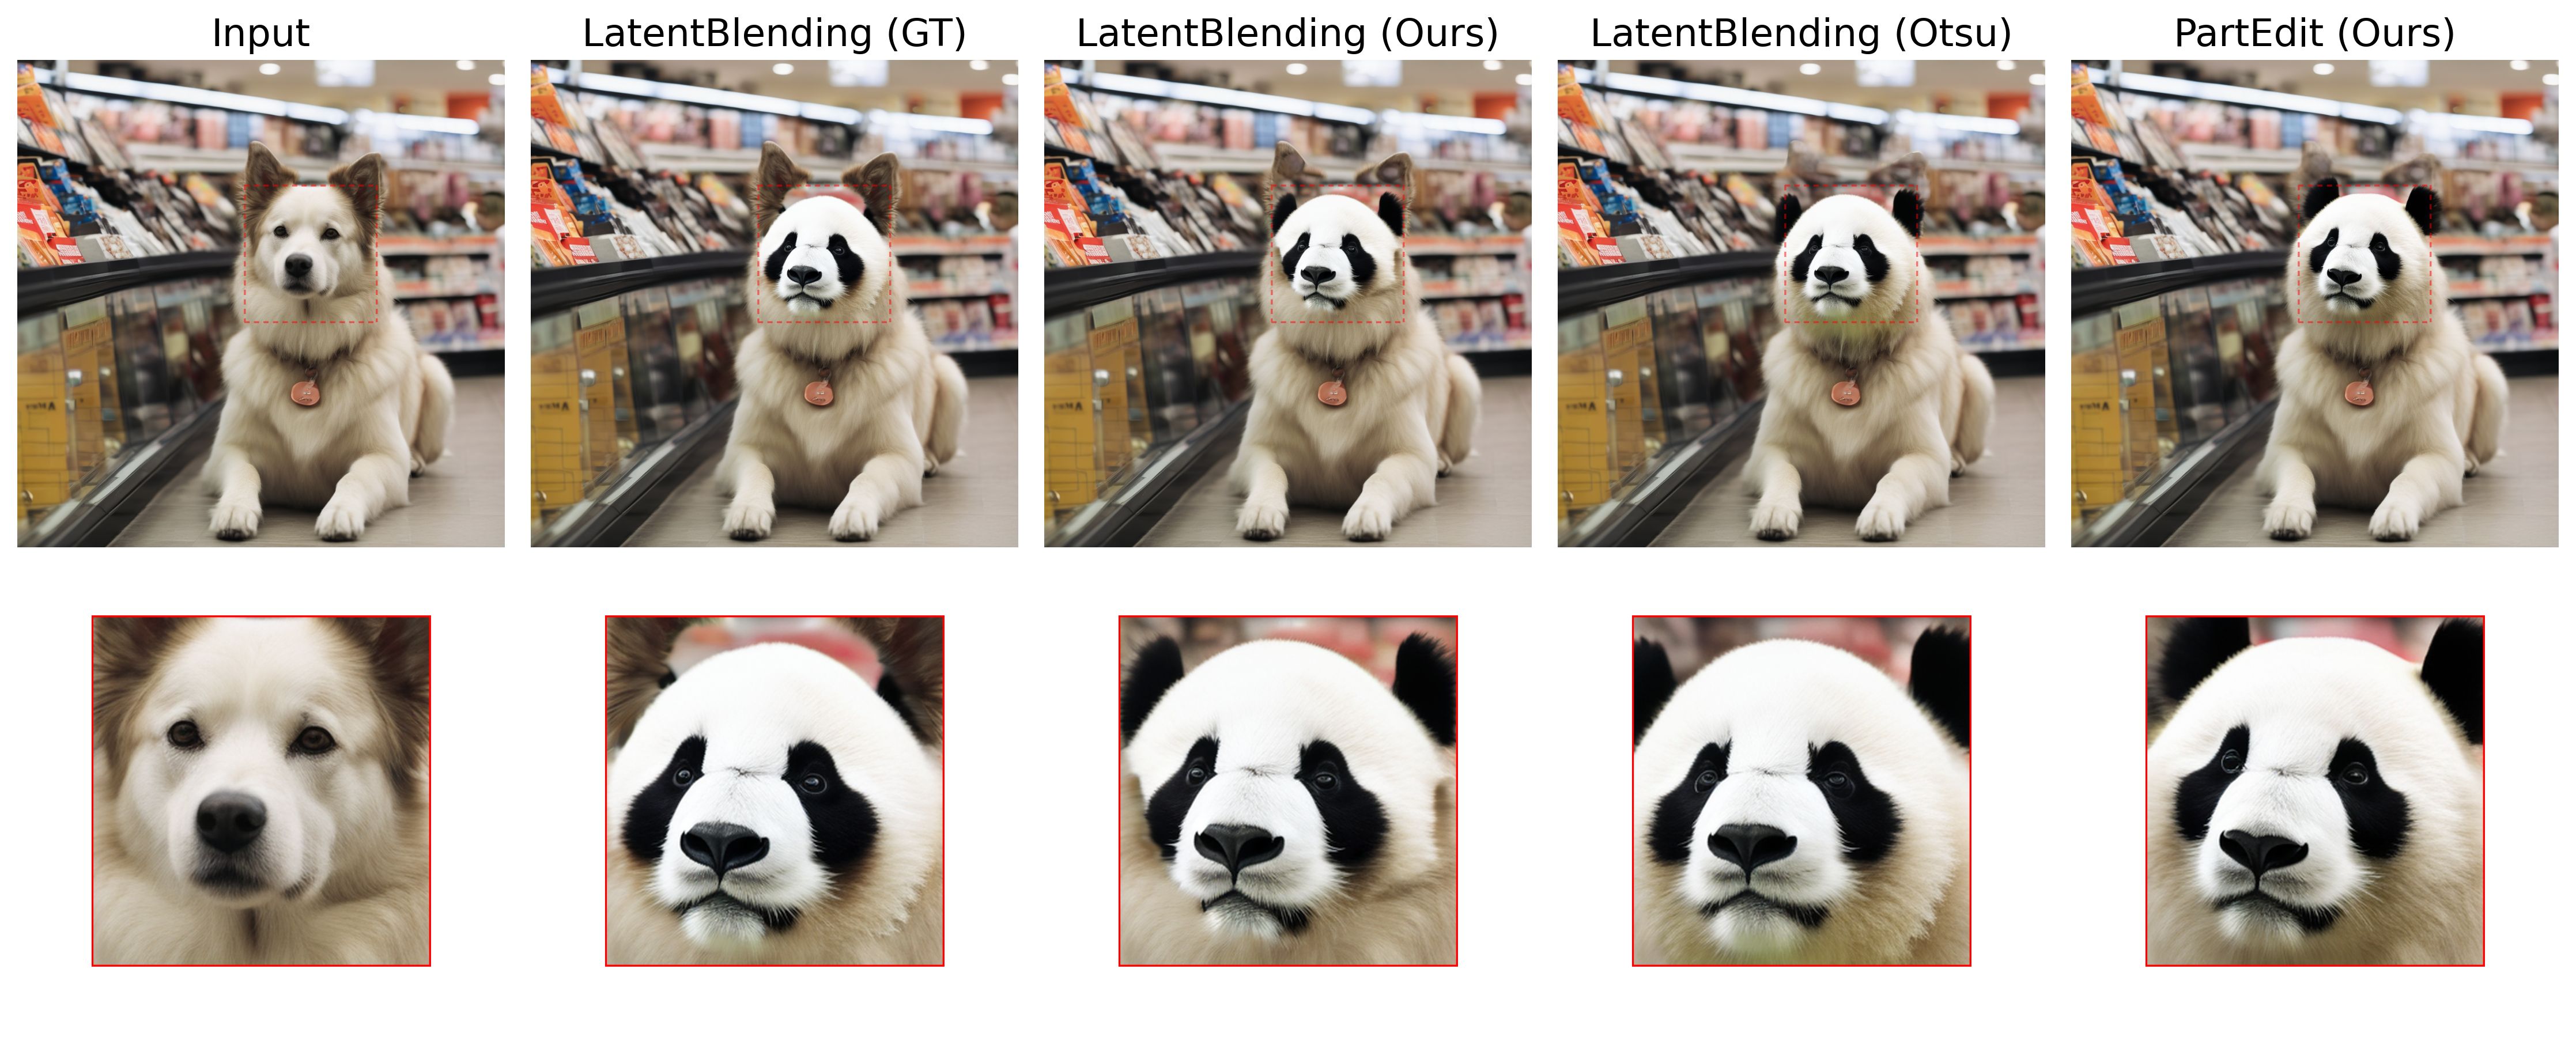 Input
LatentBlending (GT)
LatentBlending (Ours)
LatentBlending (Otsu)
PartEdit (Ours)